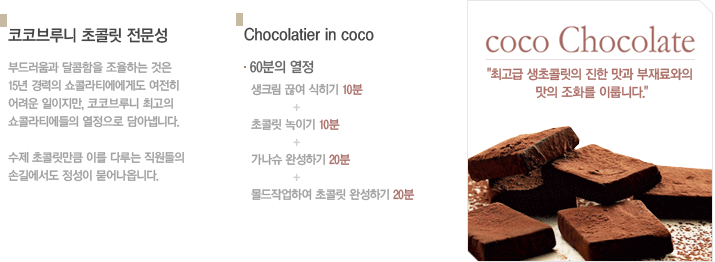 코코브루니 초콜릿 전문성
부드러움과 달콤함을 조율하는 것은
15년 경력의 쇼콜라티에에게도 여전히
어려운 일이지만, 코코브루니 최고의
쇼콜라티에들의 열정으로 담아냅니다.
수제 초콜릿만큼 이를 다루는 직원들의
손길에서도 정성이 묻어나옵니다.
Chocolatier in coco
· 60분의 열정
생크림 끊여 식히기 10분
+
초콜릿 녹이기 10분
+
가나슈 완성하기 20분
+
몰드작업하여 초콜릿 완성하기 20분
coco Chocolate
"최고급 생초콜릿의 진한 맛과 부재료와의
맛의 조화를 이룹니다."